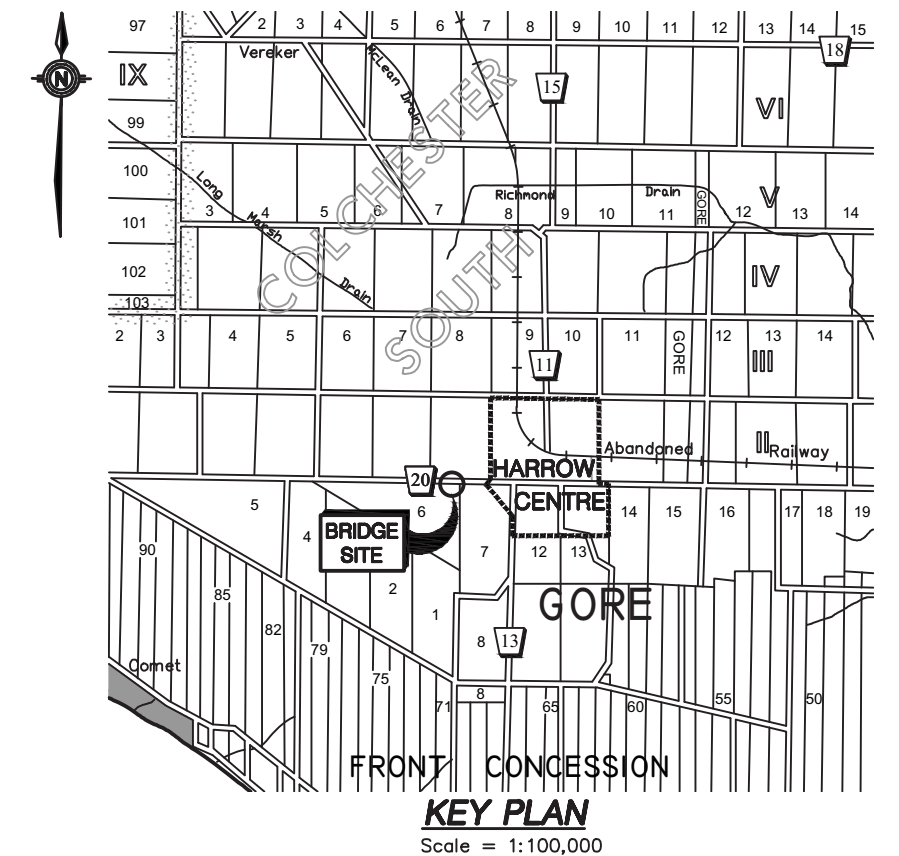 97 2 3 4 5 6 7 8 9 10 11 12 13 14 15
18
Vereker
McLean Drain
N
IX
15
VI
99
COLCHESTER
SOUTH
100
Long Marsh Drain
Richmond Drain
GORE
V
101
3 4 5 6 7 8 9 10 11 12 13 14
102
IV
103
2 3 4 5 6 7 8 9 10 11 12 13 14
GORE
III
11
Abandoned Railway
II
HARROW
CENTRE
20
5 6 14 15 16 17 18 19
BRIDGE
SITE
4
90
7 12 13
85
2
GORE
1
82
79
8
13
Comet
75
8
71 65 60 55 50
FRONT CONCESSION
KEY PLAN
Scale = 1:100,000